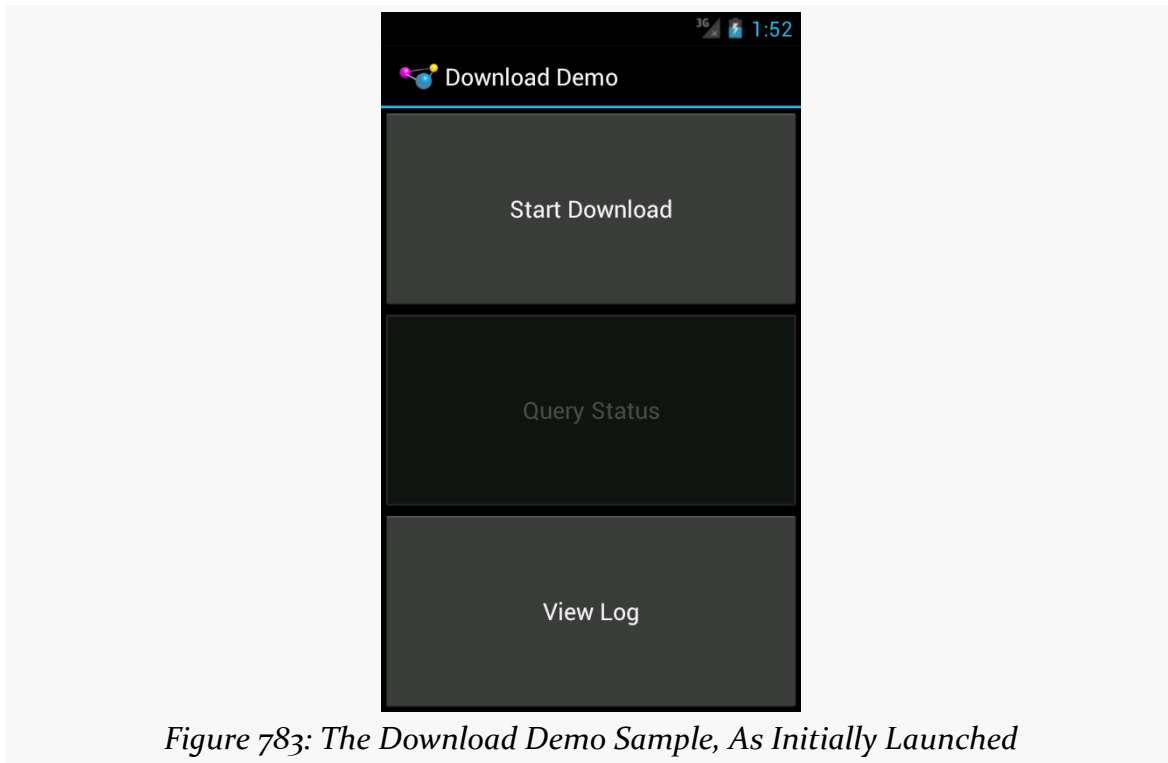 3G 1:52
Download Demo
Start Download
Query Status
View Log
Figure 783: The Download Demo Sample, As Initially Launched